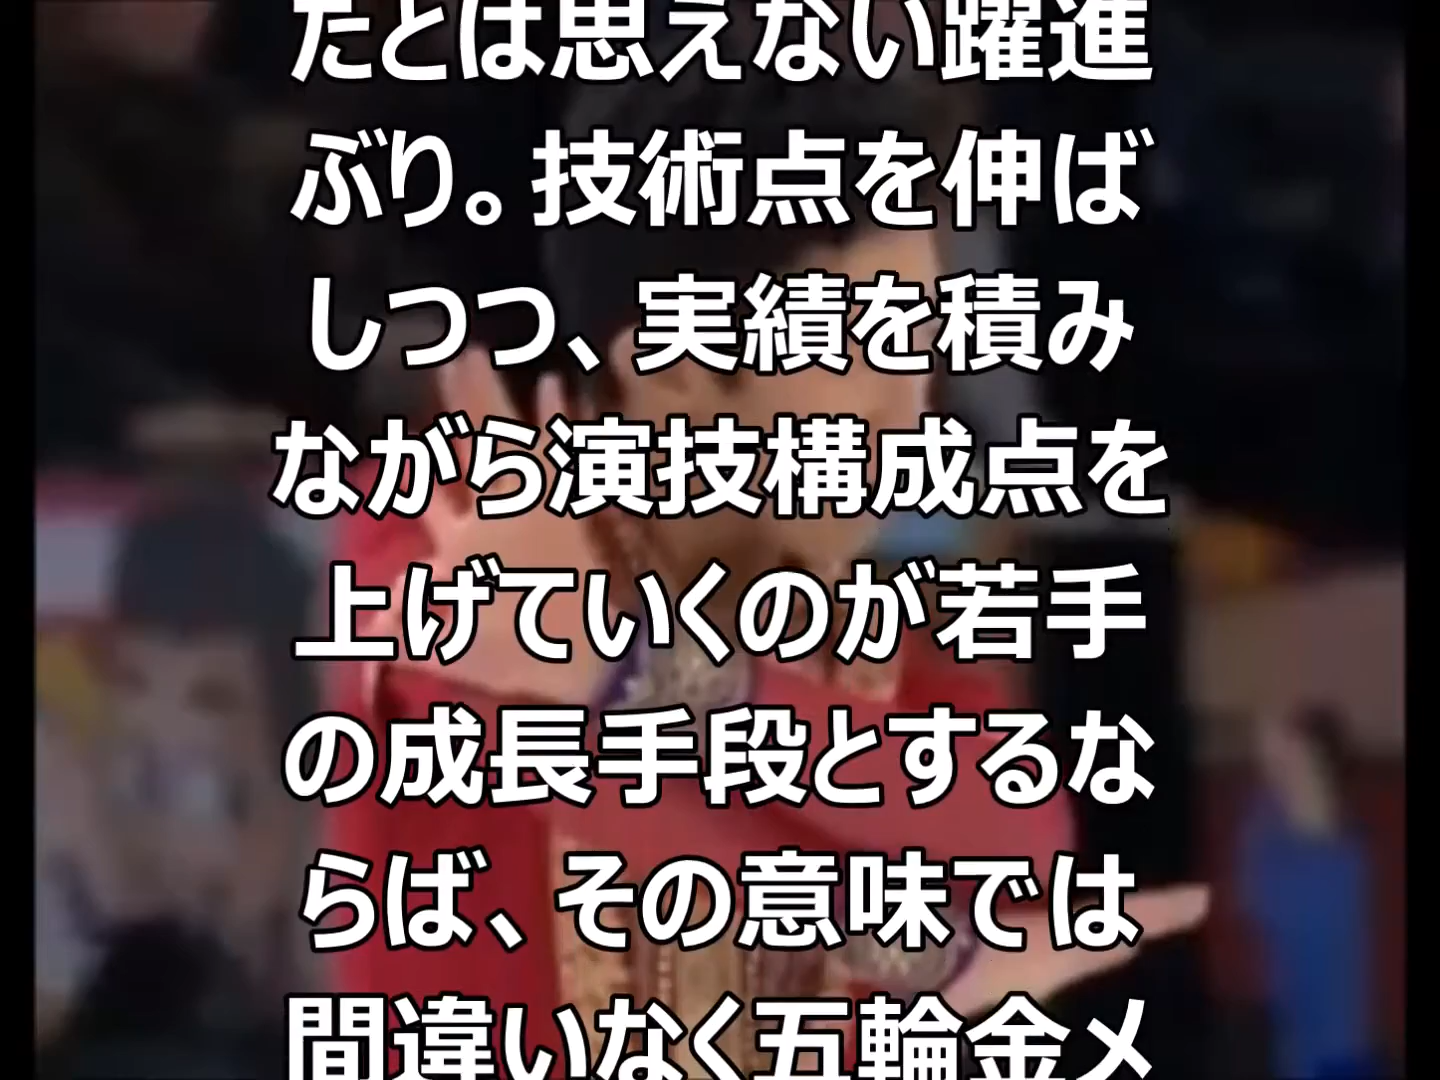 たとは思えない躍進
ぶり。技術点を伸ば
しつつ、実績を積み
ながら演技構成点を
上げていくのが若手
の成長手段とするな
らば、その意味では
間違いなく五輪金メ